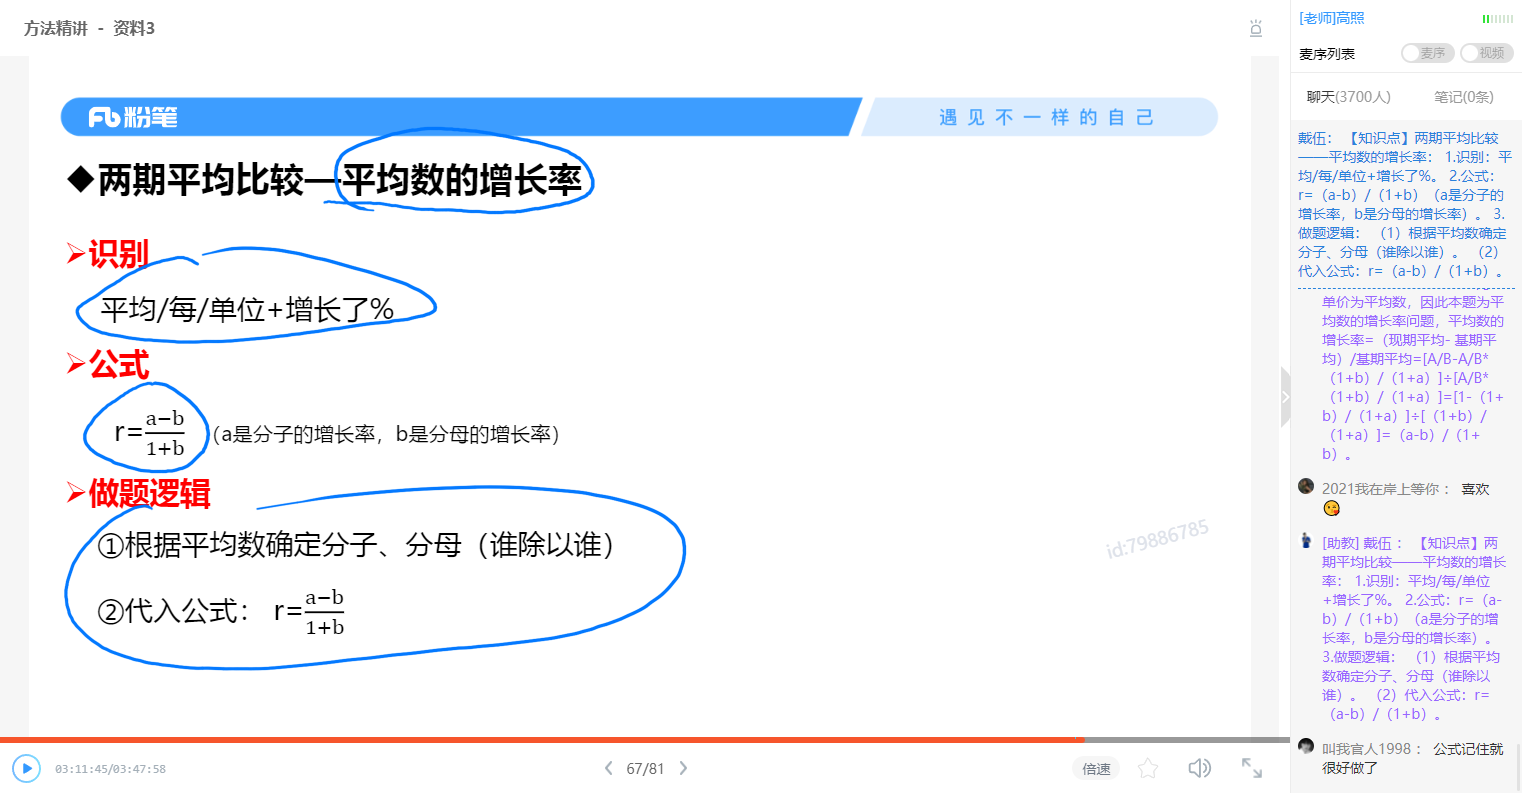 方法精讲 - 资料3
粉笔
遇见不一样的自己
◆两期平均比较—平均数的增长率
➢识别
平均/每/单位+增长了%
➢公式
r=a−b/1+b（a是分子的增长率，b是分母的增长率）
➢做题逻辑
①根据平均数确定分子、分母（谁除以谁）
②代入公式： r=a−b/1+b
id:79886785
03:11:45/03:47:58
67/81
倍速
[老师]高照
麦序列表
麦序
视频
聊天(3700人)
笔记(0条)
戴伍： 【知识点】两期平均比较
——平均数的增长率： 1.识别：平
均/每/单位+增长了%。 2.公式：
r=（a-b）/（1+b）（a是分子的
增长率，b是分母的增长率）。 3.
做题逻辑： （1）根据平均数确定
分子、分母（谁除以谁）。 （2）
代入公式：r=（a-b）/（1+b）。
单价为平均数，因此本题为平
均数的增长率问题，平均数的
增长率=（现期平均- 基期平
均）/基期平均=[A/B-A/B*
（1+b）/（1+a）]÷[A/B*
（1+b）/（1+a）]=[1-（1+
b）/（1+a）]÷[（1+b）/
（1+a）]=（a-b）/（1+
b）。
2021我在岸上等你： 喜欢
[助教] 戴伍： 【知识点】两
期平均比较——平均数的增长
率： 1.识别：平均/每/单位
+增长了%。 2.公式：r=（a-
b）/（1+b）（a是分子的增
长率，b是分母的增长率）。
3.做题逻辑： （1）根据平均
数确定分子、分母（谁除以
谁）。 （2）代入公式：r=
（a-b）/（1+b）。
叫我官人1998： 公式记住就
很好做了